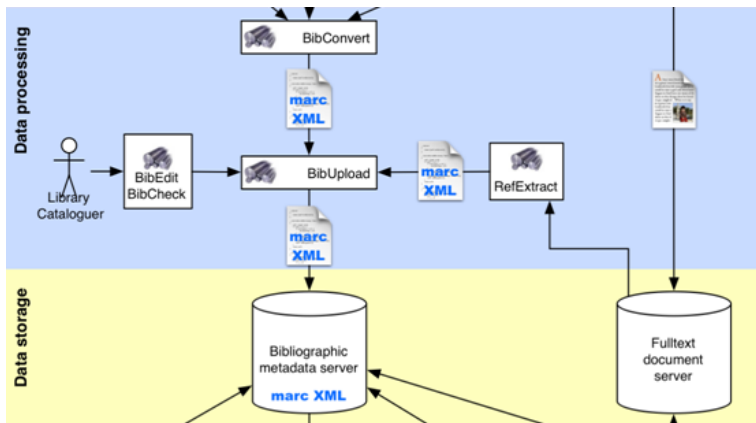 Data processing
BibConvert
marc
XML
Library
Cataloguer
BibEdit
BibCheck
BibUpload
marc
XML
RefExtract
marc
XML
Data storage
Bibliographic
metadata server
marc XML
Fulltext
document
server